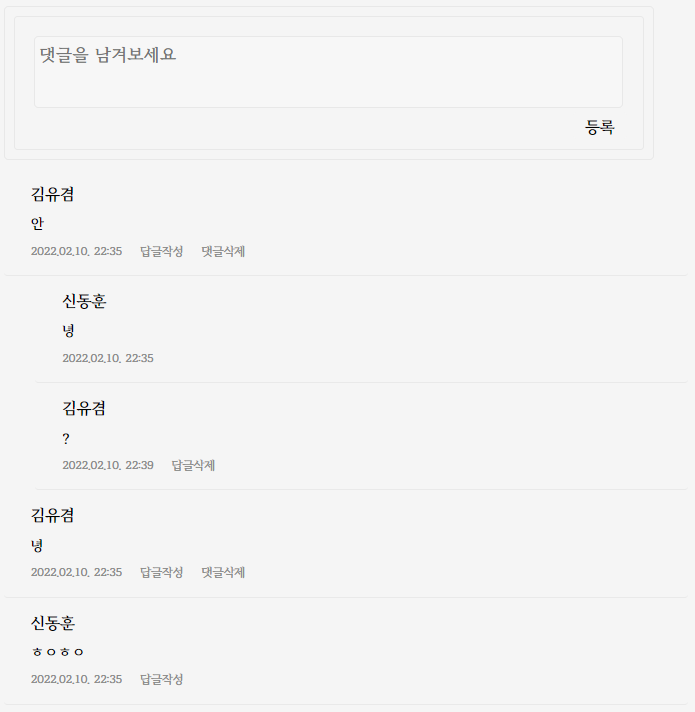 댓글을 남겨보세요
등록
김유겸
안
2022.02.10. 22:35 답글작성 댓글삭제
신동훈
녕
2022.02.10. 22:35
김유겸
?
2022.02.10. 22:39 답글삭제
김유겸
녕
2022.02.10. 22:35 답글작성 댓글삭제
신동훈
ㅎㅇㅎㅇ
2022.02.10. 22:35 답글작성